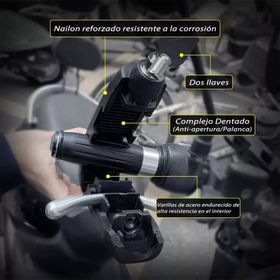 Nailon reforzado resistente a la corrosión
Dos llaves
Complejo Dentado
(Anti-apertura/Palanca)
Varillas de acero endurecido de
alta resistencia en el interior